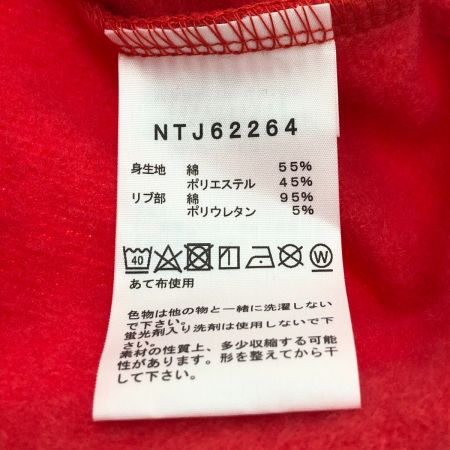 NTJ62264
身生地 綿 55%
ポリエステル 45%
リブ部 綿 95%
ポリウレタン 5%
40 W
あて布使用
色物は他の物と一緒に洗濯しない
で下さい。
蛍光剤入り洗剤は使用しない下さい。
素材の性質上、多少収縮する可能
性があります。形を整えてから干
して下さい。